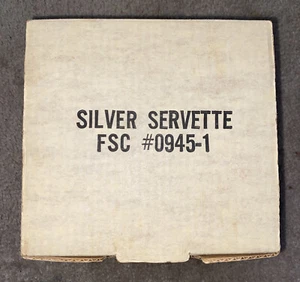 SILVER SERVETTE
FSC #0945-1